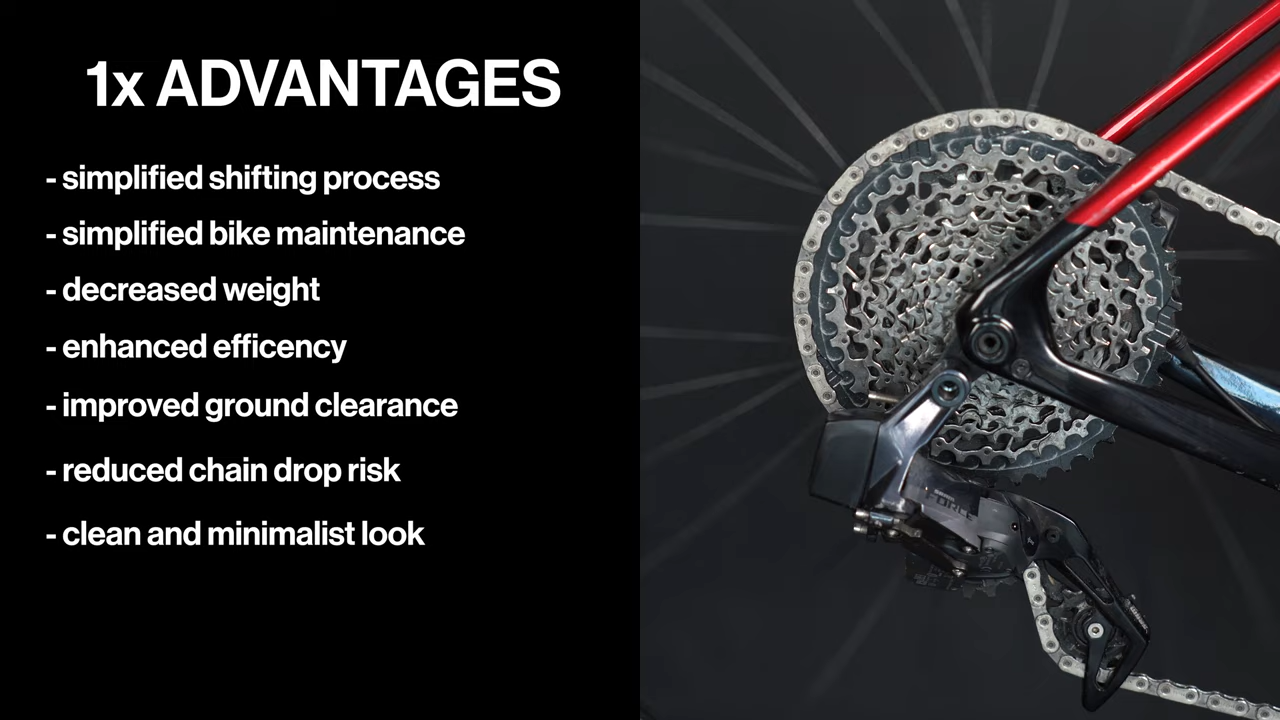 1x ADVANTAGES
- simplified shifting process
- simplified bike maintenance
- decreased weight
- enhanced efficency
- improved ground clearance
- reduced chain drop risk
- clean and minimalist look
FORCE